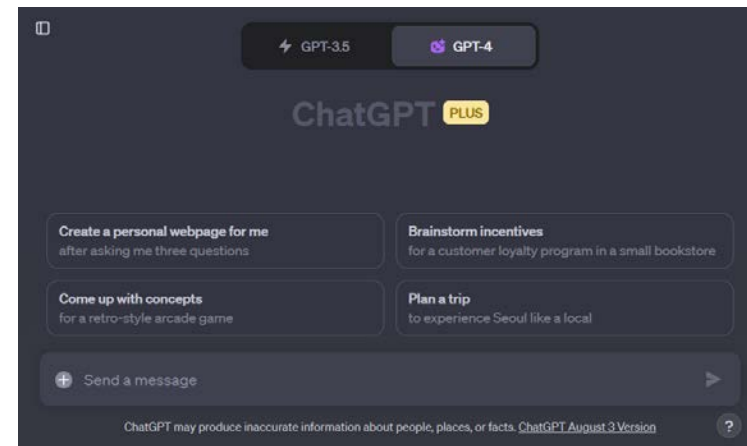 GPT-3.5 GPT-4
ChatGPT PLUS
Create a personal webpage for me
after asking me three questions
Brainstorm incentives
for a customer loyalty program in a small bookstore
Come up with concepts
for a retro-style arcade game
Plan a trip
to experience Seoul like a local
Send a message
ChatGPT may produce inaccurate information about people, places, or facts. ChatGPT August 3 Version
?